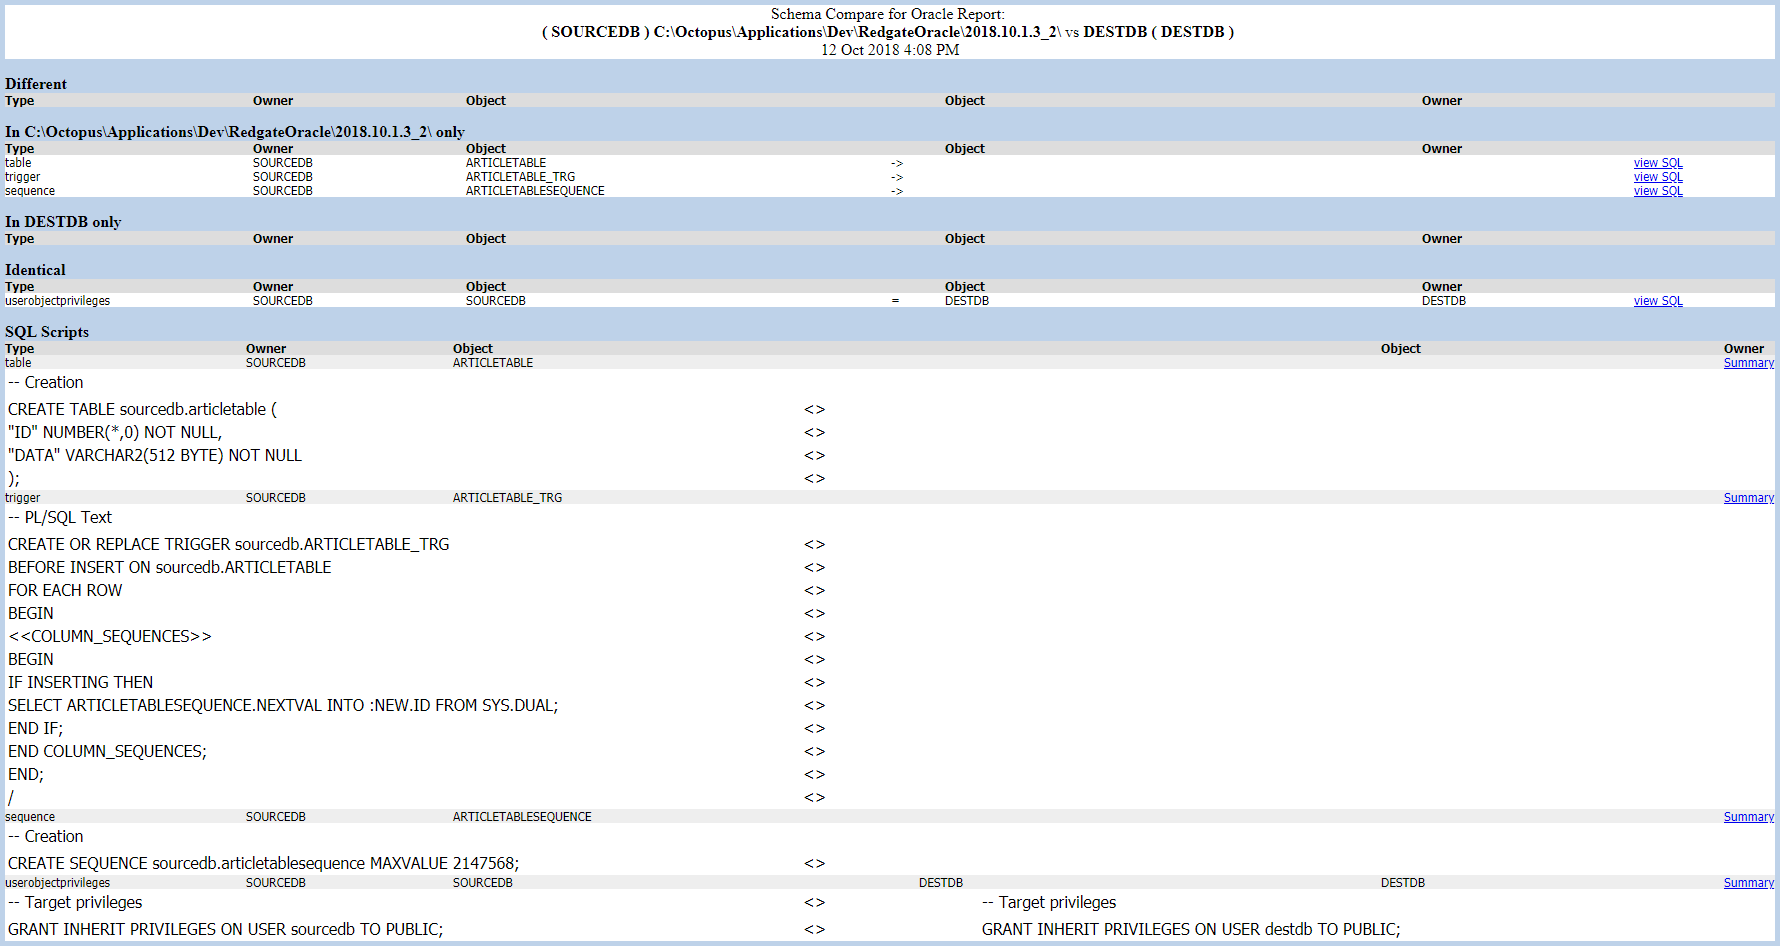 Schema Compare for Oracle Report:
( SOURCEDB ) C:\Octopus\Applications\Dev\RedgateOracle\2018.10.1.3_2\ vs DESTDB ( DESTDB )
12 Oct 2018 4:08 PM
Different
Type Owner Object Object Owner
In C:\Octopus\Applications\Dev\RedgateOracle\2018.10.1.3_2\ only
Type Owner Object Object Owner
table SOURCEDB ARTICLETABLE -> view SQL
trigger SOURCEDB ARTICLETABLE_TRG -> view SQL
sequence SOURCEDB ARTICLETABLESEQUENCE -> view SQL
In DESTDB only
Type Owner Object Object Owner
Identical
Type Owner Object Object Owner
userobjectprivileges SOURCEDB SOURCEDB = DESTDB DESTDB view SQL
SQL Scripts
Type Owner Object Object Owner
table SOURCEDB ARTICLETABLE Summary
-- Creation
CREATE TABLE sourcedb.articletable ( <>
"ID" NUMBER(*,0) NOT NULL, <>
"DATA" VARCHAR2(512 BYTE) NOT NULL <>
); <>
trigger SOURCEDB ARTICLETABLE_TRG Summary
-- PL/SQL Text
CREATE OR REPLACE TRIGGER sourcedb.ARTICLETABLE_TRG <>
BEFORE INSERT ON sourcedb.ARTICLETABLE <>
FOR EACH ROW <>
BEGIN <>
<<COLUMN_SEQUENCES>> <>
BEGIN <>
IF INSERTING THEN <>
SELECT ARTICLETABLESEQUENCE.NEXTVAL INTO :NEW.ID FROM SYS.DUAL; <>
END IF; <>
END COLUMN_SEQUENCES; <>
END; <>
/ <>
sequence SOURCEDB ARTICLETABLESEQUENCE Summary
-- Creation
CREATE SEQUENCE sourcedb.articletablesequence MAXVALUE 2147568; <>
userobjectprivileges SOURCEDB SOURCEDB DESTDB DESTDB Summary
-- Target privileges <> -- Target privileges
GRANT INHERIT PRIVILEGES ON USER sourcedb TO PUBLIC; <> GRANT INHERIT PRIVILEGES ON USER destdb TO PUBLIC;